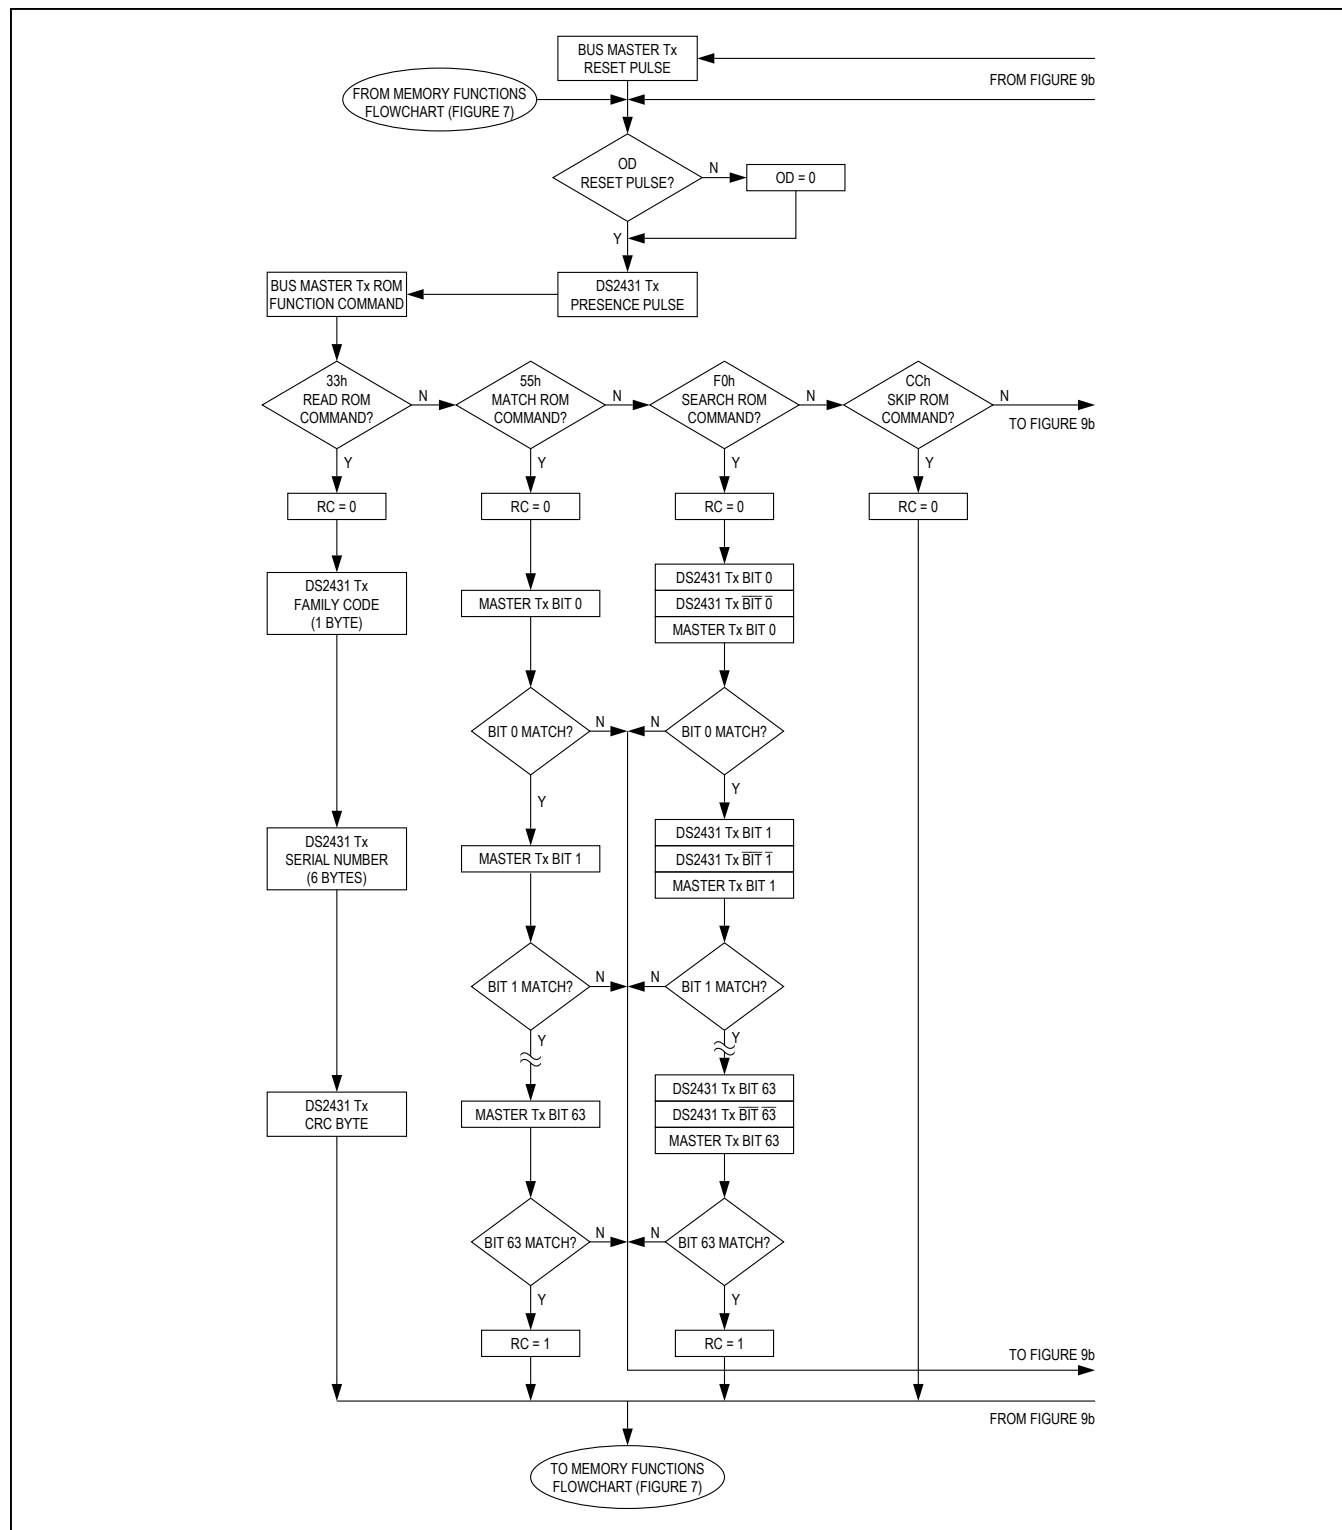 BUS MASTER Tx
RESET PULSE
FROM FIGURE 9b
FROM MEMORY FUNCTIONS
FLOWCHART (FIGURE 7)
OD
RESET PULSE?
N
OD = 0
Y
BUS MASTER Tx ROM
FUNCTION COMMAND
DS2431 Tx
PRESENCE PULSE
33h
READ ROM
COMMAND?
N
55h
MATCH ROM
COMMAND?
N
F0h
SEARCH ROM
COMMAND?
N
CCh
SKIP ROM
COMMAND?
N
TO FIGURE 9b
Y
Y
Y
Y
RC = 0
RC = 0
RC = 0
RC = 0
DS2431 Tx
FAMILY CODE
(1 BYTE)
MASTER Tx BIT 0
DS2431 Tx BIT 0
DS2431 Tx B̅I̅T̅ 0̅
MASTER Tx BIT 0
BIT 0 MATCH?
N
N
BIT 0 MATCH?
Y
Y
DS2431 Tx
SERIAL NUMBER
(6 BYTES)
MASTER Tx BIT 1
DS2431 Tx BIT 1
DS2431 Tx B̅I̅T̅ 1̅
MASTER Tx BIT 1
BIT 1 MATCH?
N
N
BIT 1 MATCH?
Y
Y
DS2431 Tx
CRC BYTE
MASTER Tx BIT 63
DS2431 Tx BIT 63
DS2431 Tx B̅I̅T̅ 6̅3̅
MASTER Tx BIT 63
BIT 63 MATCH?
N
N
BIT 63 MATCH?
Y
Y
RC = 1
RC = 1
TO FIGURE 9b
FROM FIGURE 9b
TO MEMORY FUNCTIONS
FLOWCHART (FIGURE 7)